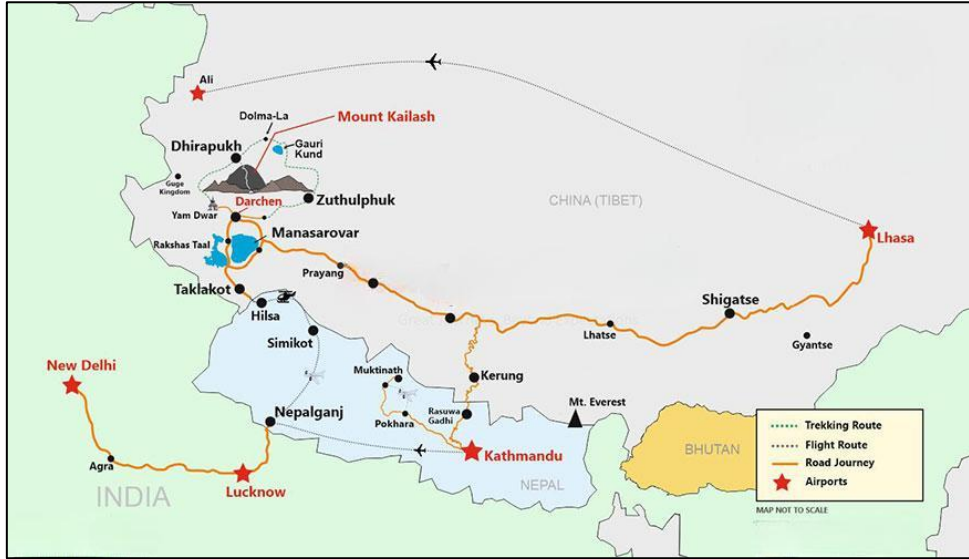 Ali
Dolma-La
Mount Kailash
Dhirapukh
Gauri
Kund
Guge
Kingdom
Darchen
Zuthulphuk
CHINA (TIBET)
Yam Dwar
Manasarovar
Lhasa
Rakshas Taal
Prayang
Taklakot
Hilsa
Shigatse
Simikot
Lhatse
Gyantse
New Delhi
Muktinath
Kerung
Mt. Everest
Nepalganj
Pokhara
Rasuwa
Gadhi
Trekking Route
Flight Route
Road Journey
Airports
Agra
Kathmandu
BHUTAN
Lucknow
INDIA
NEPAL
MAP NOT TO SCALE